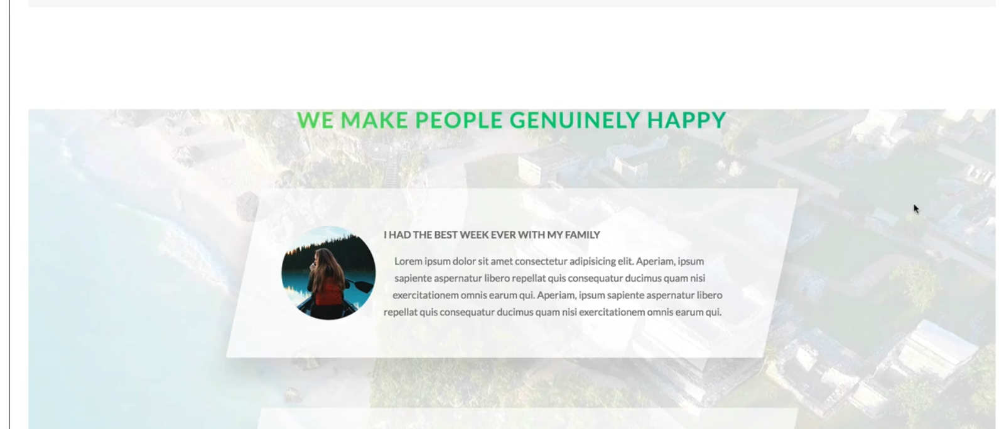 WE MAKE PEOPLE GENUINELY HAPPY
I HAD THE BEST WEEK EVER WITH MY FAMILY
Lorem ipsum dolor sit amet consectetur adipisicing elit. Aperiam, ipsum
sapiente aspernatur libero repellat quis consequatur ducimus quam nisi
exercitationem omnis earum qui. Aperiam, ipsum sapiente aspernatur libero
repellat quis consequatur ducimus quam nisi exercitationem omnis earum qui.